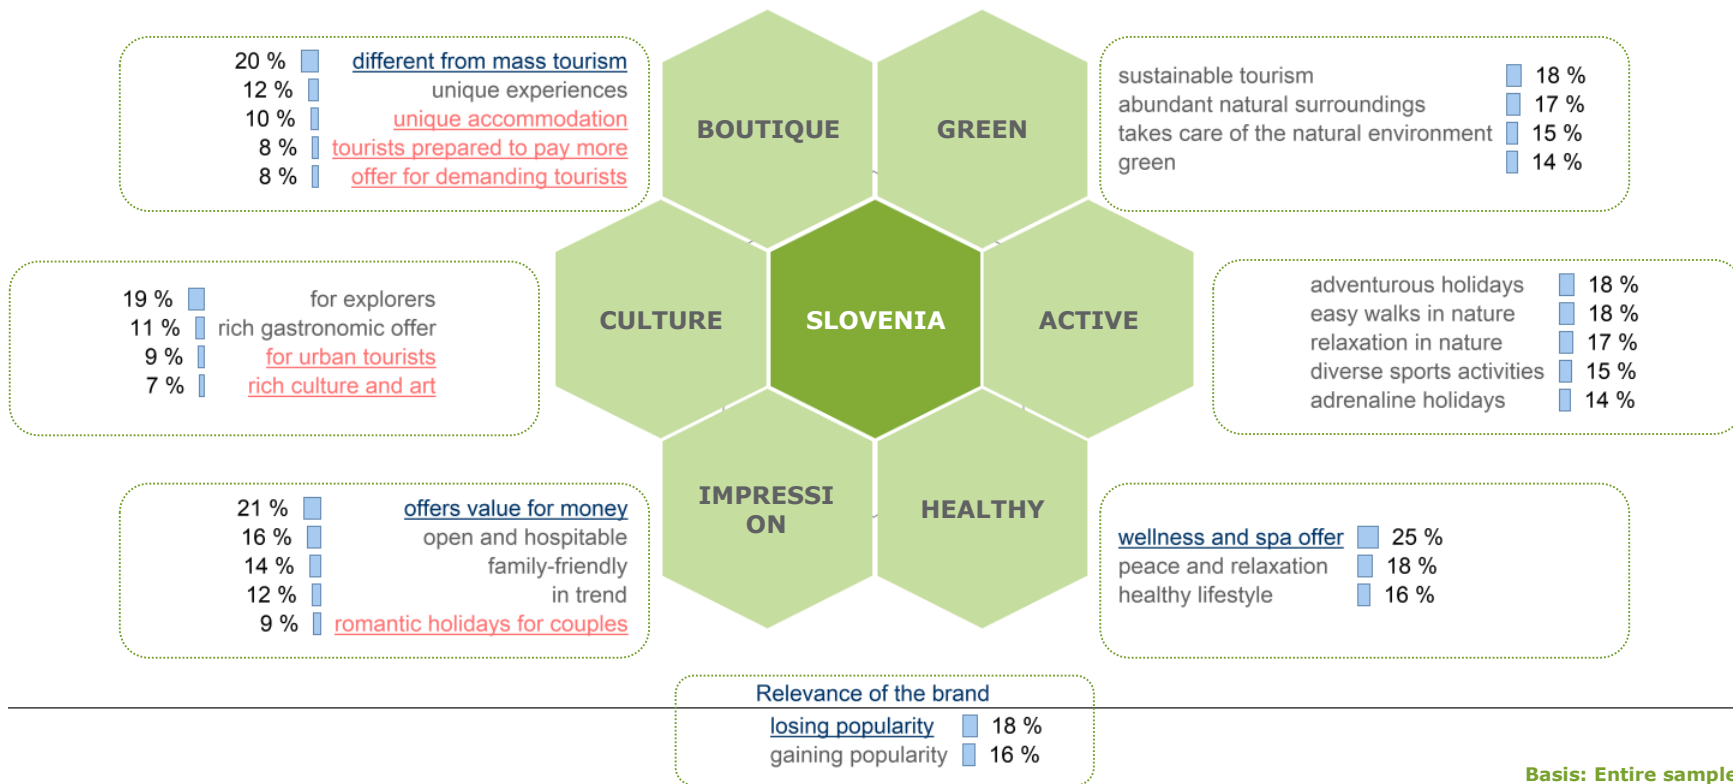 20 % different from mass tourism
12 % unique experiences
10 % unique accommodation
8 % tourists prepared to pay more
8 % offer for demanding tourists
BOUTIQUE
GREEN
sustainable tourism 18 %
abundant natural surroundings 17 %
takes care of the natural environment 15 %
green 14 %
19 % for explorers
11 % rich gastronomic offer
9 % for urban tourists
7 % rich culture and art
CULTURE
SLOVENIA
ACTIVE
adventurous holidays 18 %
easy walks in nature 18 %
relaxation in nature 17 %
diverse sports activities 15 %
adrenaline holidays 14 %
21 % offers value for money
16 % open and hospitable
14 % family-friendly
12 % in trend
9 % romantic holidays for couples
IMPRESSI
ON
HEALTHY
wellness and spa offer 25 %
peace and relaxation 18 %
healthy lifestyle 16 %
Relevance of the brand
losing popularity 18 %
gaining popularity 16 %
Basis: Entire sample